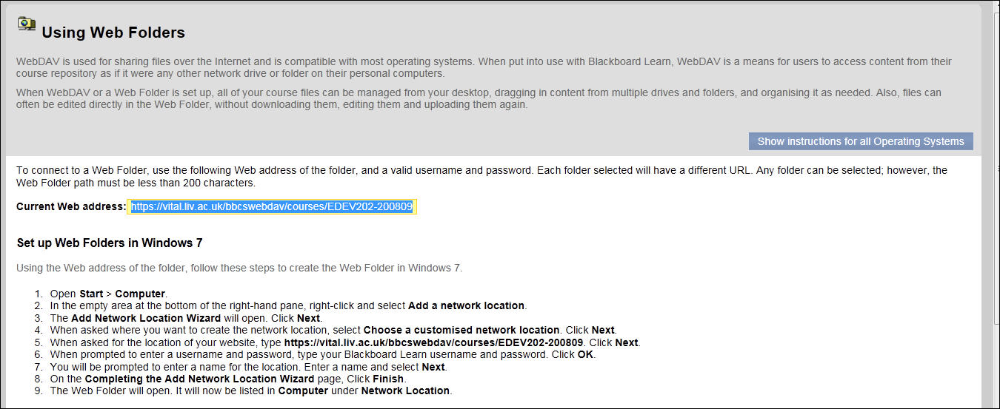 Using Web Folders
WebDAV is used for sharing files over the Internet and is compatible with most operating systems. When put into use with Blackboard Learn, WebDAV is a means for users to access content from their
course repository as if it were any other network drive or folder on their personal computers.
When WebDAV or a Web Folder is set up, all of your course files can be managed from your desktop, dragging in content from multiple drives and folders, and organising it as needed. Also, files can
often be edited directly in the Web Folder, without downloading them, editing them and uploading them again.
Show instructions for all Operating Systems
To connect to a Web Folder, use the following Web address of the folder, and a valid username and password. Each folder selected will have a different URL. Any folder can be selected; however, the
Web Folder path must be less than 200 characters.
Current Web address: https://vital.liv.ac.uk/bbcswebdav/courses/EDEV202-200809
Set up Web Folders in Windows 7
Using the Web address of the folder, follow these steps to create the Web Folder in Windows 7.
1. Open Start > Computer.
2. In the empty area at the bottom of the right-hand pane, right-click and select Add a network location.
3. The Add Network Location Wizard will open. Click Next.
4. When asked where you want to create the network location, select Choose a customised network location. Click Next.
5. When asked for the location of your website, type https://vital.liv.ac.uk/bbcswebdav/courses/EDEV202-200809. Click Next.
6. When prompted to enter a username and password, type your Blackboard Learn username and password. Click OK.
7. You will be prompted to enter a name for the location. Enter a name and select Next.
8. On the Completing the Add Network Location Wizard page, Click Finish.
9. The Web Folder will open. It will now be listed in Computer under Network Location.